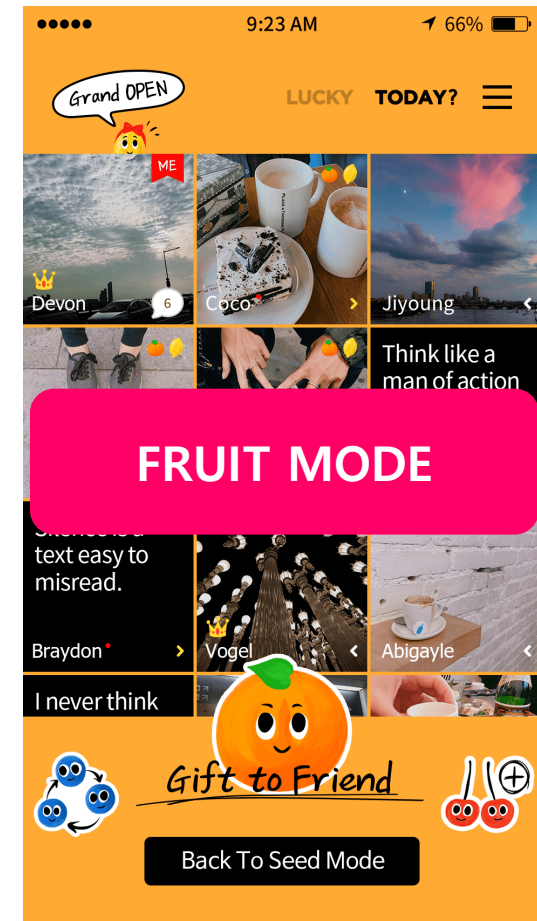 9:23 AM
66%
Grand OPEN
LUCKY
TODAY?
ME
Devon
6
Coco
Jiyoung
Think like a
man of action
FRUIT MODE
text easy to
misread.
Braydon
Vogel
Abigayle
I never think
Gift to Friend
Back To Seed Mode